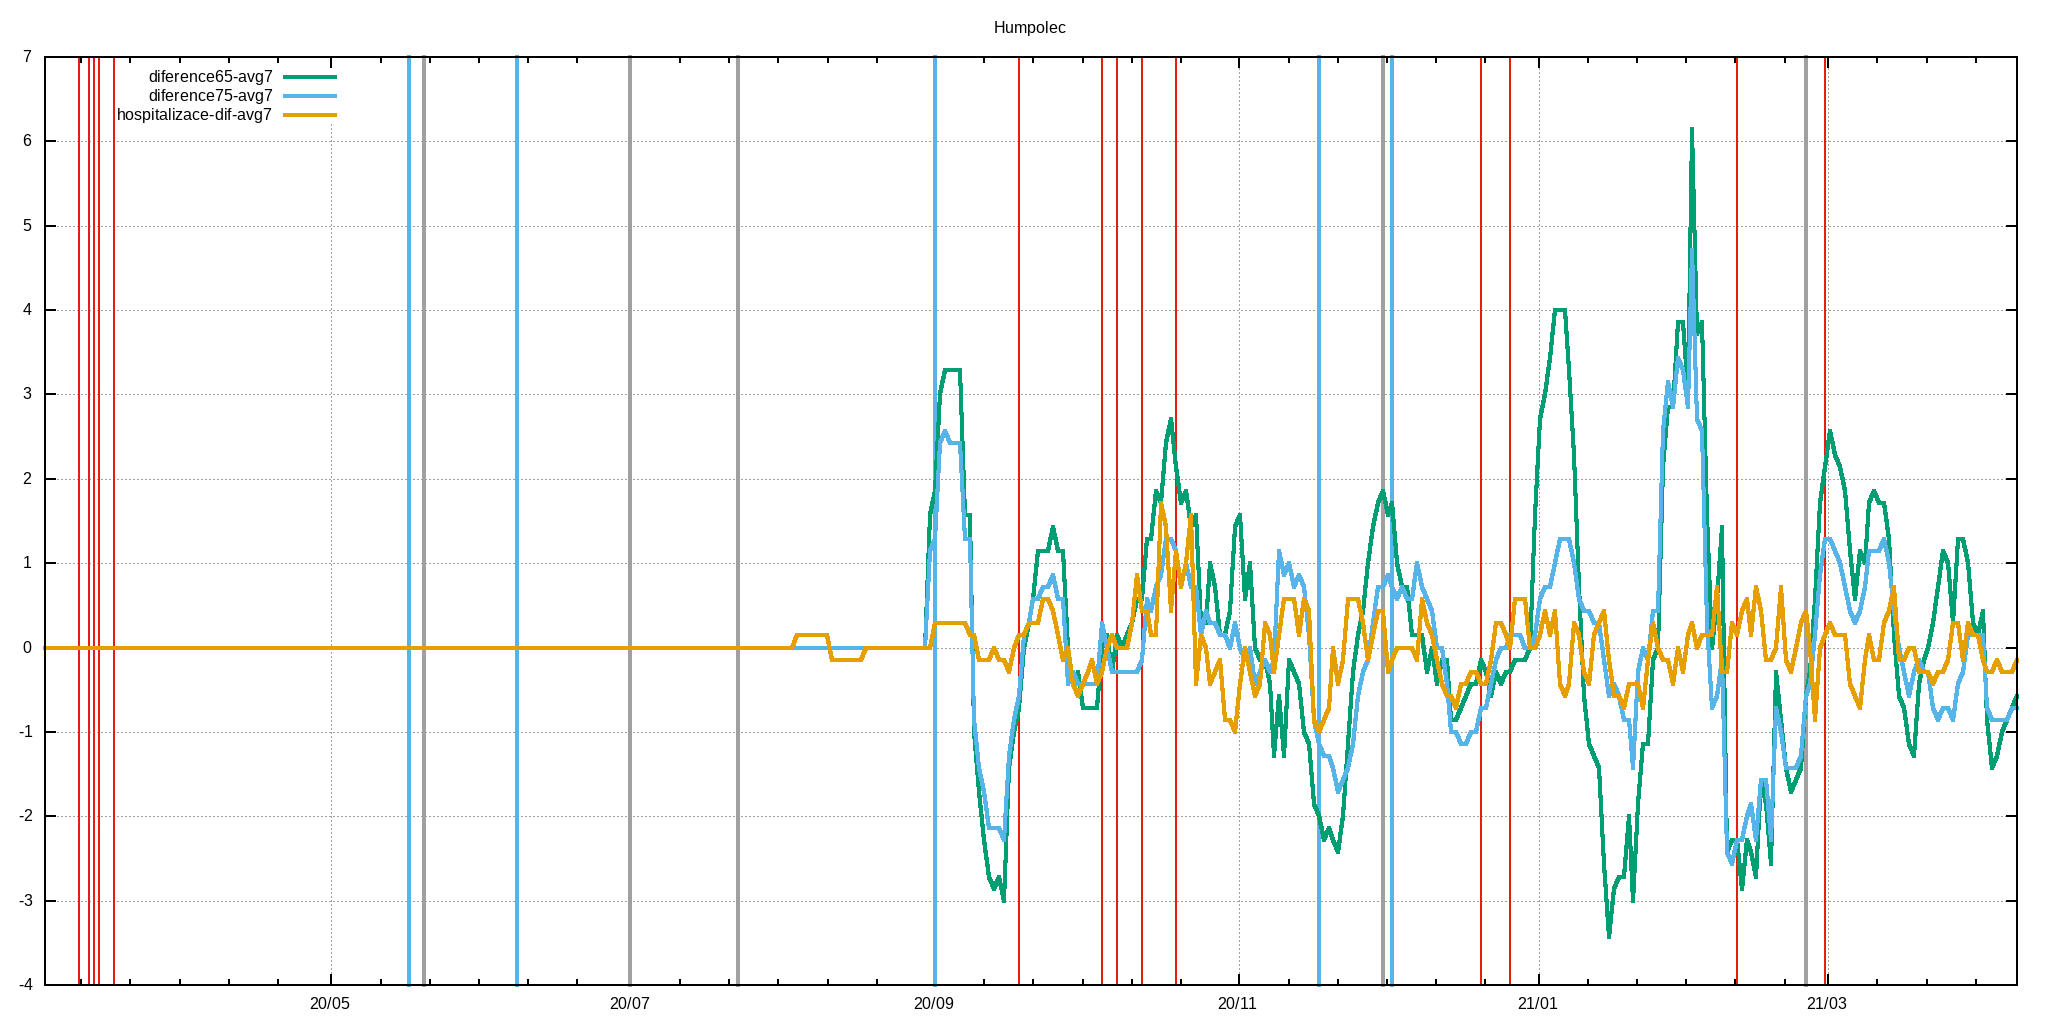 Humpolec
7
diference65-avg7
diference75-avg7
hospitalizace-dif-avg7
6
5
4
3
2
1
0
-1
-2
-3
-4
20/05 20/07 20/09 20/11 21/01 21/03